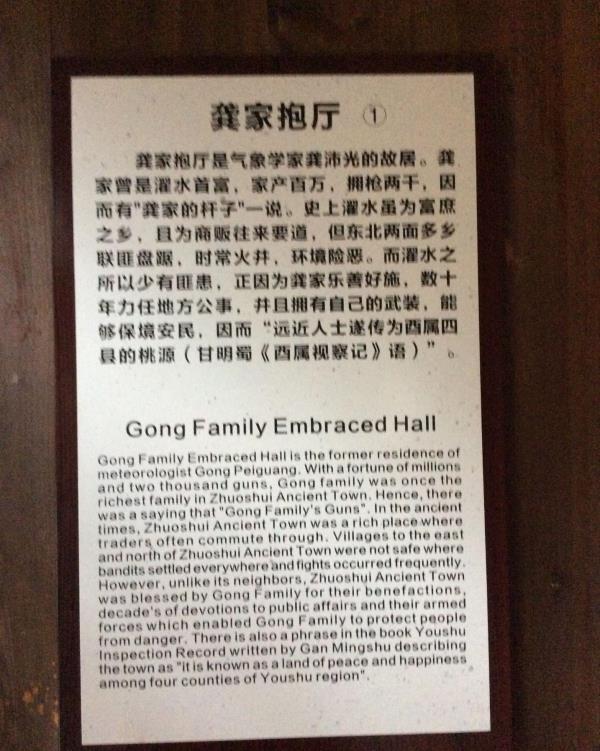 龚家抱厅 ①
龚家抱厅是气象学家龚沛光的故居。龚
家曾是濯水首富，家产百万，拥枪两千，因
而有"龚家的杆子"一说。史上濯水虽为富庶
之乡，且为商贩往来要道，但东北两面多乡
联匪盘踞，时常火并，环境险恶。而濯水之
所以少有匪患，正因为龚家乐善好施，数十
年力任地方公事，并且拥有自己的武装，能
够保境安民，因而“远近人士遂传为酉属四
县的桃源（甘明蜀《酉属视察记》语）”。
Gong Family Embraced Hall
Gong Family Embraced Hall is the former residence of
meteorologist Gong Peiguang. With a fortune of millions
and two thousand guns, Gong family was once the
richest family in Zhuoshui Ancient Town. Hence, there
was a saying that "Gong Family's Guns". In the ancient
times, Zhuoshui Ancient Town was a rich place where
traders often commute through. Villages to the east
and north of Zhuoshui Ancient Town were not safe where
bandits settled everywhere and fights occurred frequently.
However, unlike its neighbors, Zhuoshui Ancient Town
was blessed by Gong Family for their benefactions,
decade's of devotions to public affairs and their armed
forces which enabled Gong Family to protect people
from danger. There is also a phrase in the book Youshu
Inspection Record written by Gan Mingshu describing
the town as "it is known as a land of peace and happiness
among four counties of Youshu region".